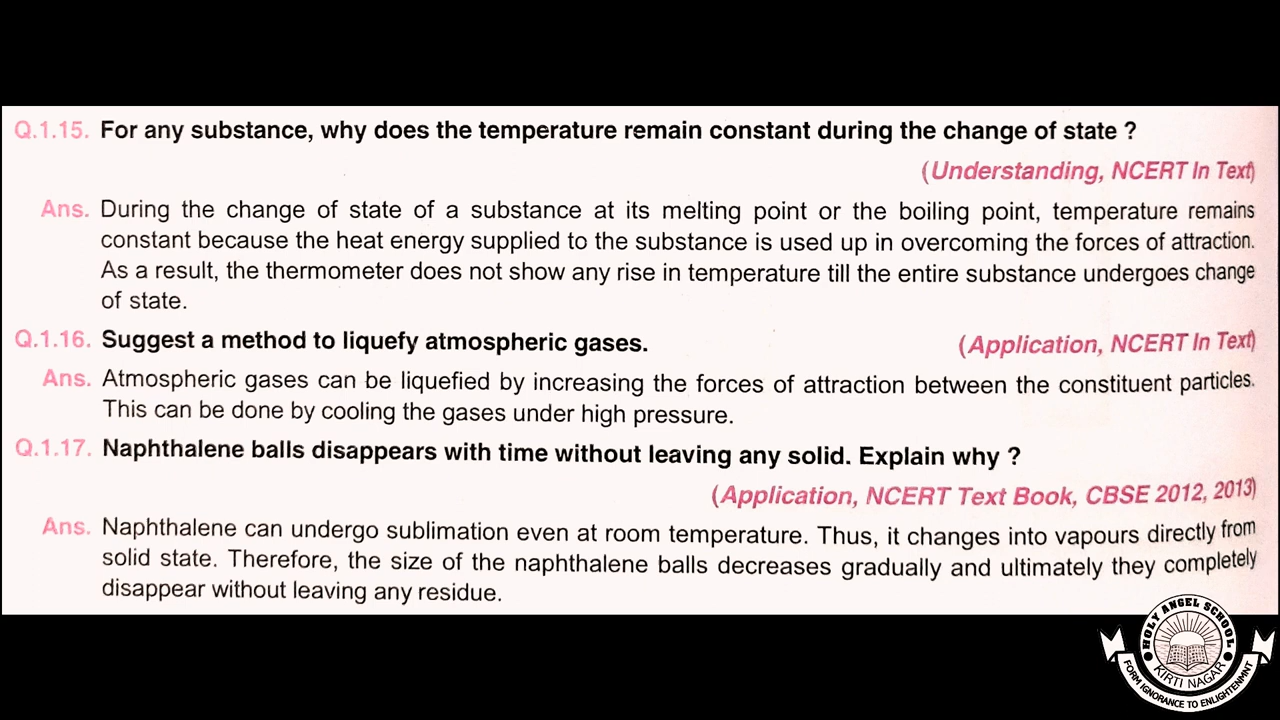 Q.1.15. For any substance, why does the temperature remain constant during the change of state ?
(Understanding, NCERT In Text)
Ans. During the change of state of a substance at its melting point or the boiling point, temperature remains
constant because the heat energy supplied to the substance is used up in overcoming the forces of attraction.
As a result, the thermometer does not show any rise in temperature till the entire substance undergoes change
of state.
Q.1.16. Suggest a method to liquefy atmospheric gases. (Application, NCERT In Text)
Ans. Atmospheric gases can be liquefied by increasing the forces of attraction between the constituent particles.
This can be done by cooling the gases under high pressure.
Q.1.17. Naphthalene balls disappears with time without leaving any solid. Explain why ?
(Application, NCERT Text Book, CBSE 2012, 2013)
Ans. Naphthalene can undergo sublimation even at room temperature. Thus, it changes into vapours directly from
solid state. Therefore, the size of the naphthalene balls decreases gradually and ultimately they completely
disappear without leaving any residue.
HOLY ANGEL SCHOOL
KIRTI NAGAR
FORM IGNORANCE TO ENLIGHTENMNT